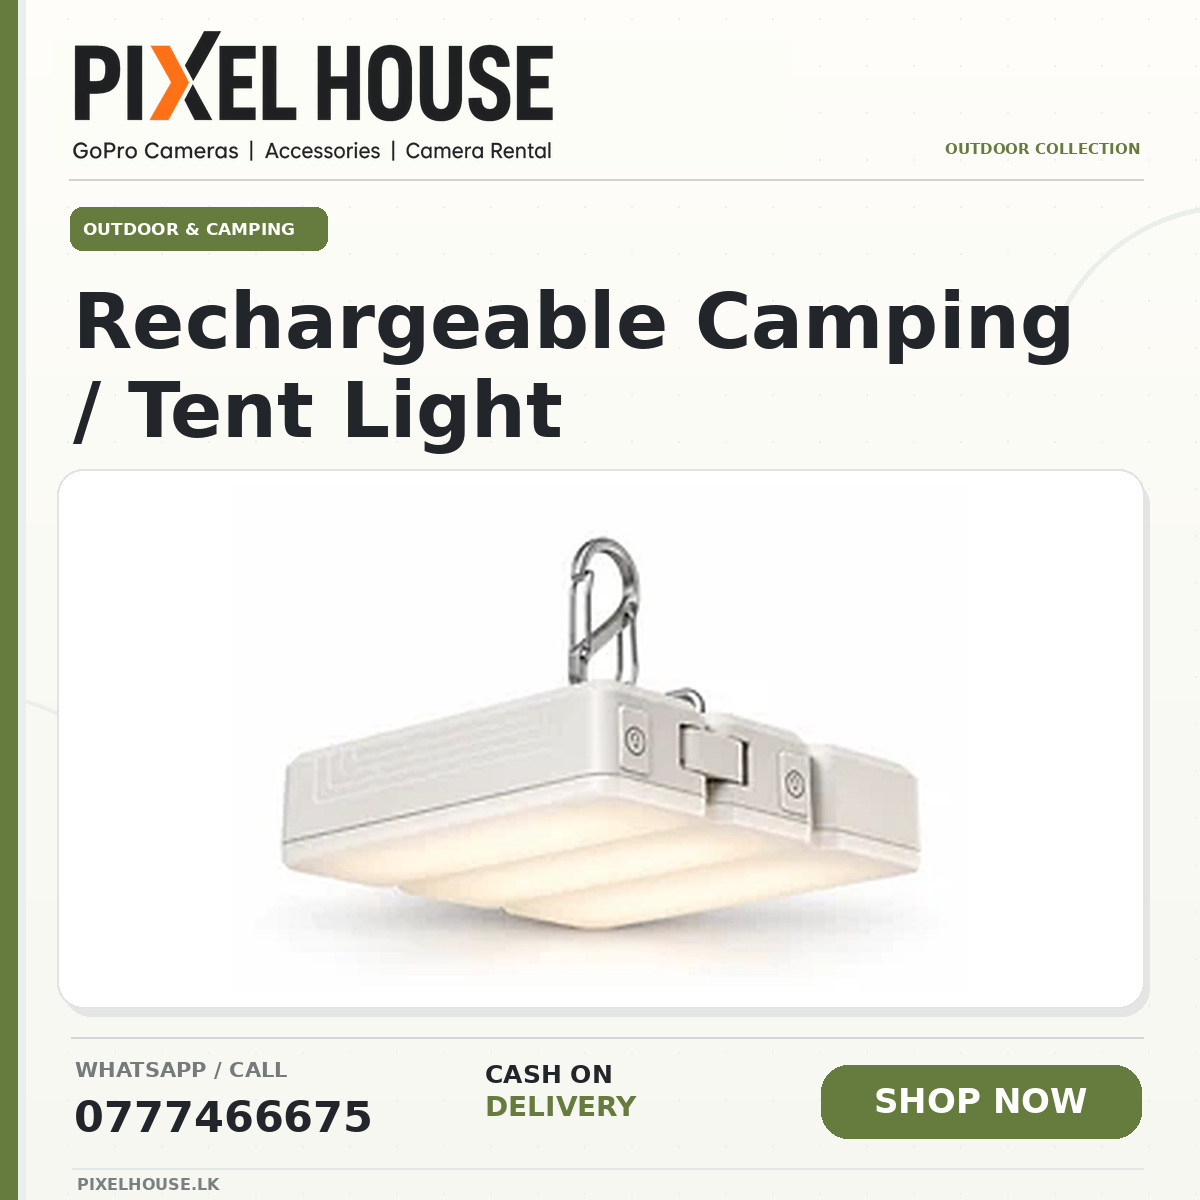 PIXEL HOUSE
GoPro Cameras | Accessories | Camera Rental
OUTDOOR COLLECTION
OUTDOOR & CAMPING
Rechargeable Camping
/ Tent Light
WHATSAPP / CALL
0777466675
CASH ON
DELIVERY
SHOP NOW
PIXELHOUSE.LK